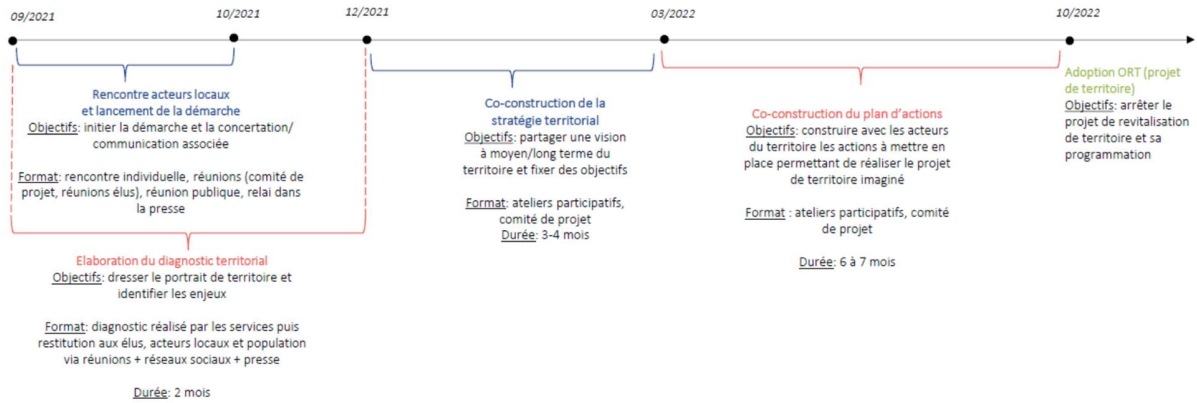 09/2021
10/2021
12/2021
03/2022
10/2022
Rencontre acteurs locaux
et lancement de la démarche
Objectifs: initier la démarche et la concertation/
communication associée
Format: rencontre individuelle, réunions (comité de
projet, réunions élus), réunion publique, relai dans
la presse
Elaboration du diagnostic territorial
Objectifs: dresser le portrait de territoire et
identifier les enjeux
Format: diagnostic réalisé par les services puis
restitution aux élus, acteurs locaux et population
via réunions + réseaux sociaux + presse
Durée: 2 mois
Co-construction de la
stratégie territorial
Objectifs: partager une vision
à moyen/long terme du
territoire et fixer des objectifs
Format: ateliers participatifs,
comité de projet
Durée: 3-4 mois
Co-construction du plan d'actions
Objectifs: construire avec les acteurs
du territoire les actions à mettre en
place permettant de réaliser le projet
de territoire imaginé
Format : ateliers participatifs, comité
de projet
Durée: 6 à 7 mois
Adoption ORT (projet
de territoire)
Objectifs: arrêter le
projet de revitalisation
de territoire et sa
programmation